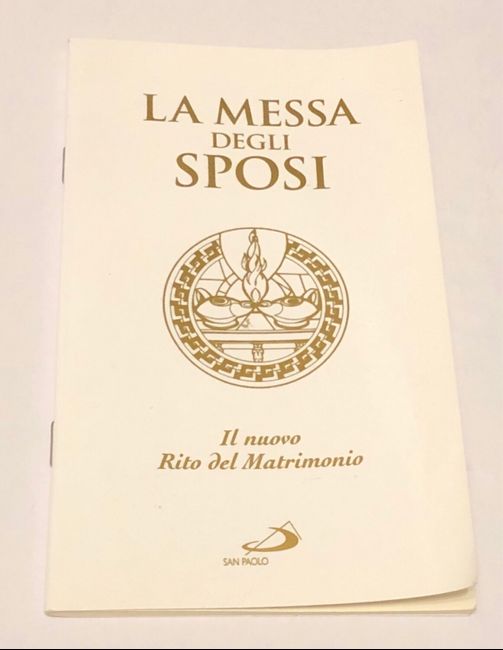 LA MESSA
DEGLI
SPOSI
Il nuovo
Rito del Matrimonio
SAN PAOLO